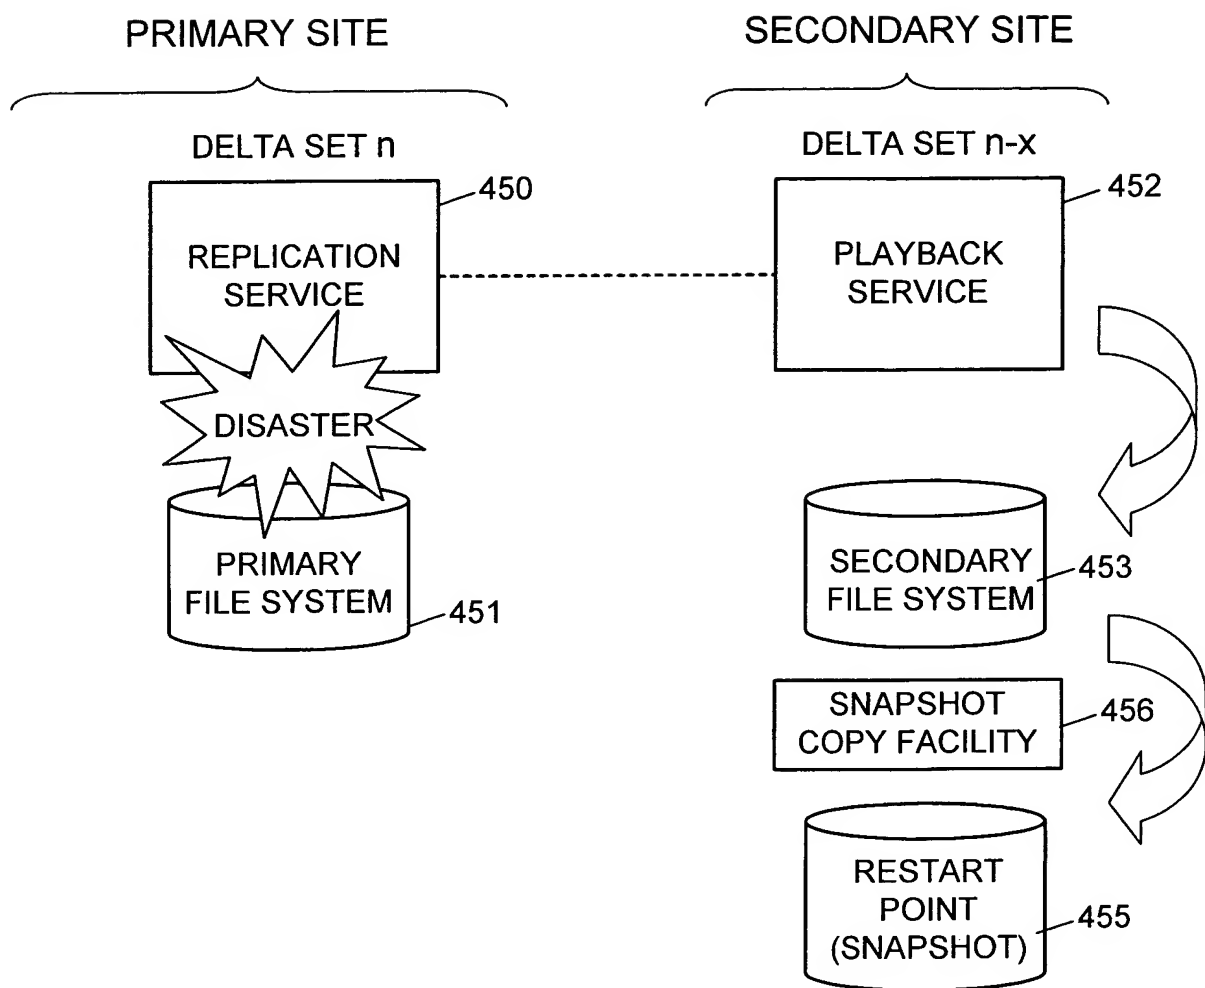 PRIMARY SITE
SECONDARY SITE
DELTA SET n
DELTA SET n-x
450
452
REPLICATION
SERVICE
PLAYBACK
SERVICE
DISASTER
PRIMARY
FILE SYSTEM
451
SECONDARY
FILE SYSTEM
453
SNAPSHOT
COPY FACILITY
456
RESTART
POINT
(SNAPSHOT)
455